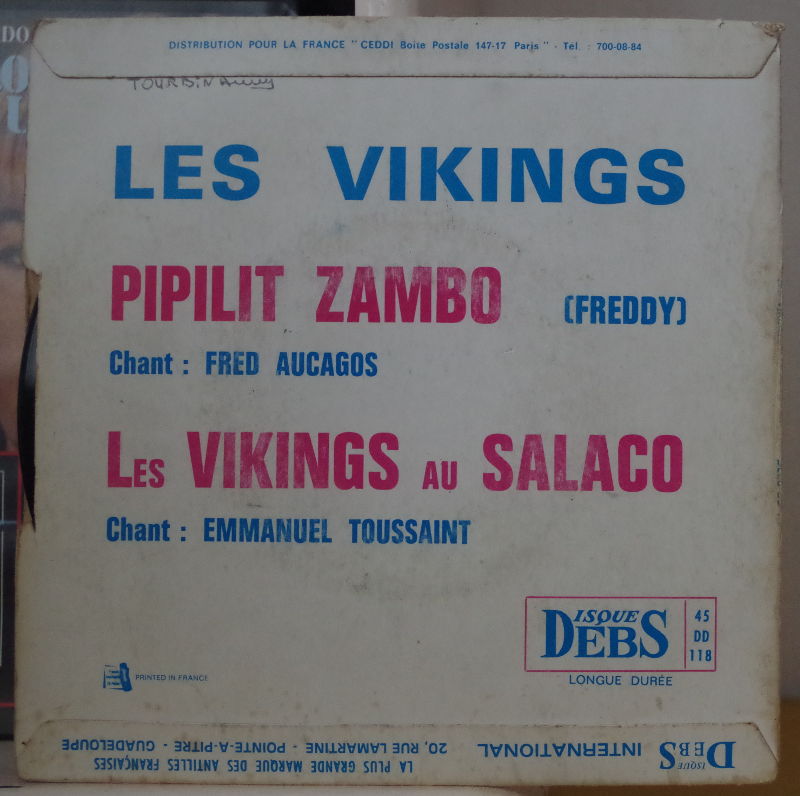 DISTRIBUTION POUR LA FRANCE " CEDDI Boite Postale 147-17 Paris " - Tél. : 700-08-84
LES VIKINGS
PIPILIT ZAMBO (FREDDY)
Chant : FRED AUCAGOS
LES VIKINGS AU SALACO
Chant : EMMANUEL TOUSSAINT
DISQUE DEBS
45
DD
118
LONGUE DURÉE
PRINTED IN FRANCE
DISQUE DEBS INTERNATIONAL 20, RUE LAMARTINE - POINTE-A-PITRE - GUADELOUPE
LA PLUS GRANDE MARQUE DES ANTILLES FRANÇAISES